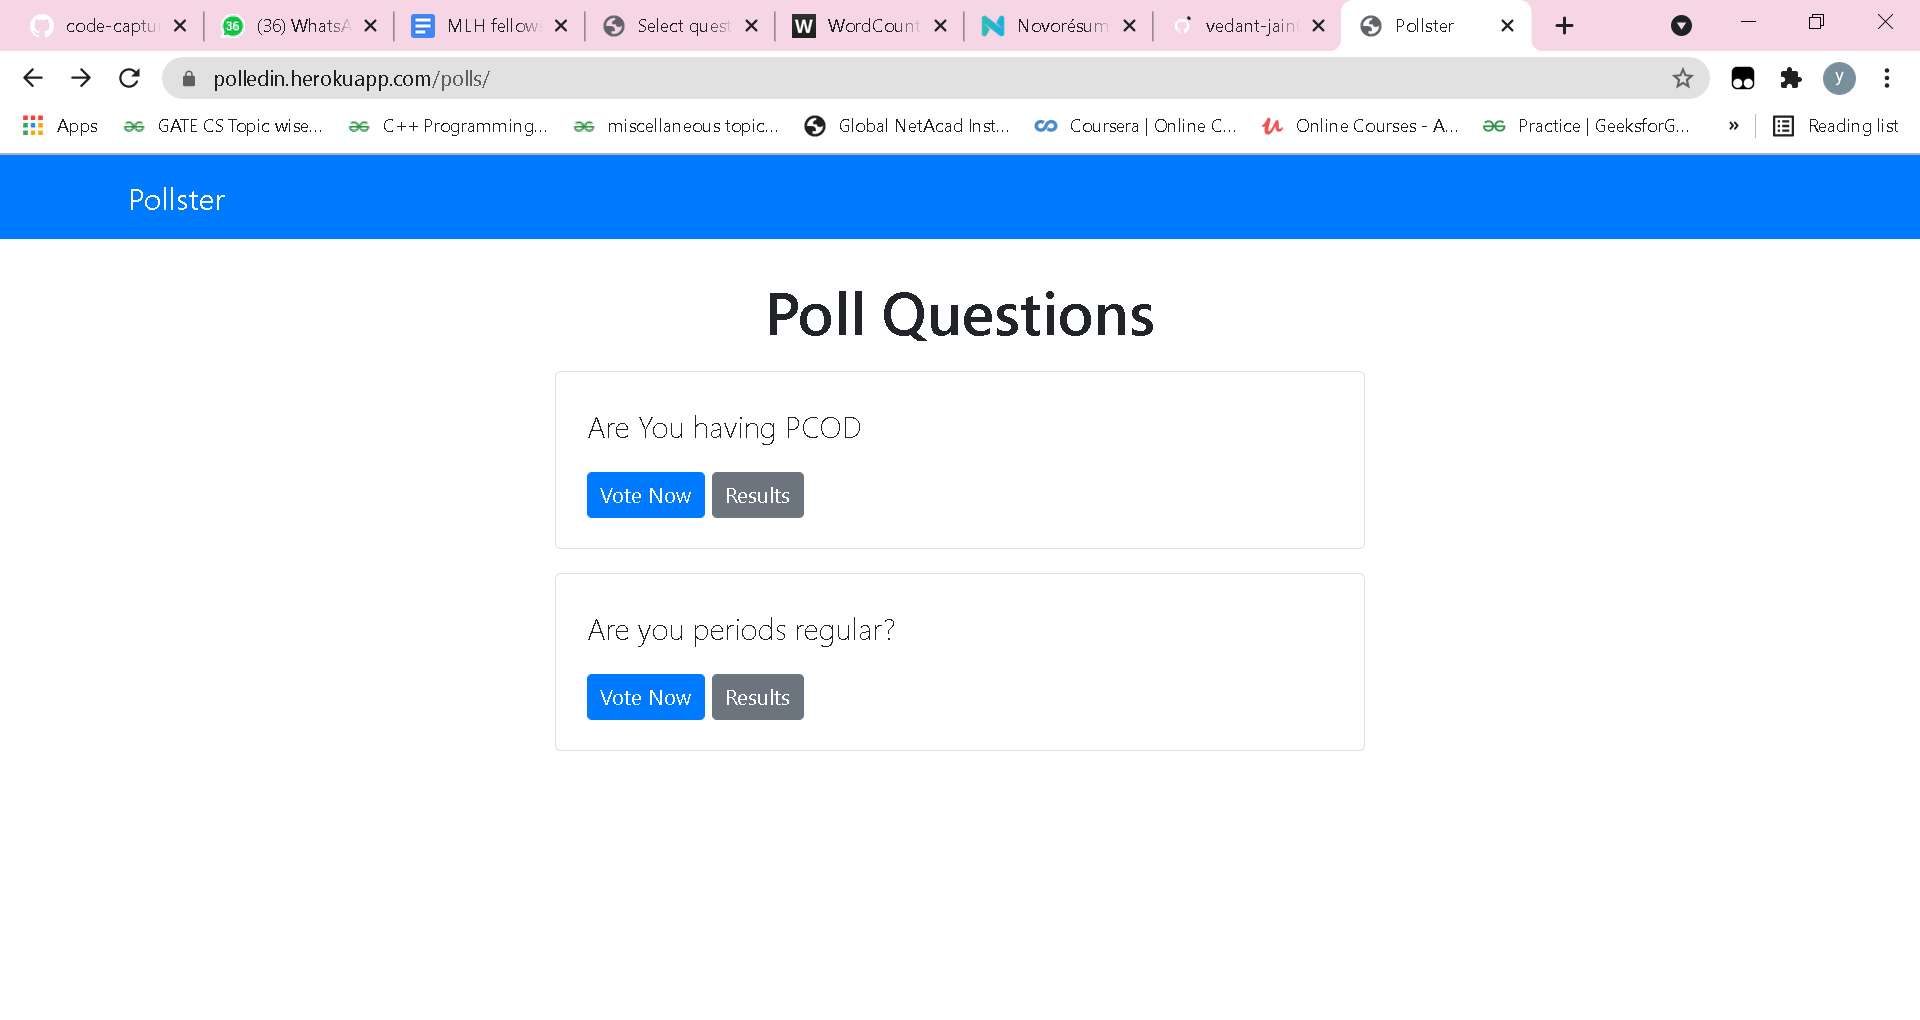 code-captu (36) WhatsA MLH fellow Select quest WordCount Novorésum vedant-jain Pollster
polledin.herokuapp.com/polls/ y
Apps GATE CS Topic wise... C++ Programming... miscellaneous topic... Global NetAcad Inst... Coursera | Online C... Online Courses - A... Practice | GeeksforG... » Reading list
Pollster
Poll Questions
Are You having PCOD
Vote Now Results
Are you periods regular?
Vote Now Results